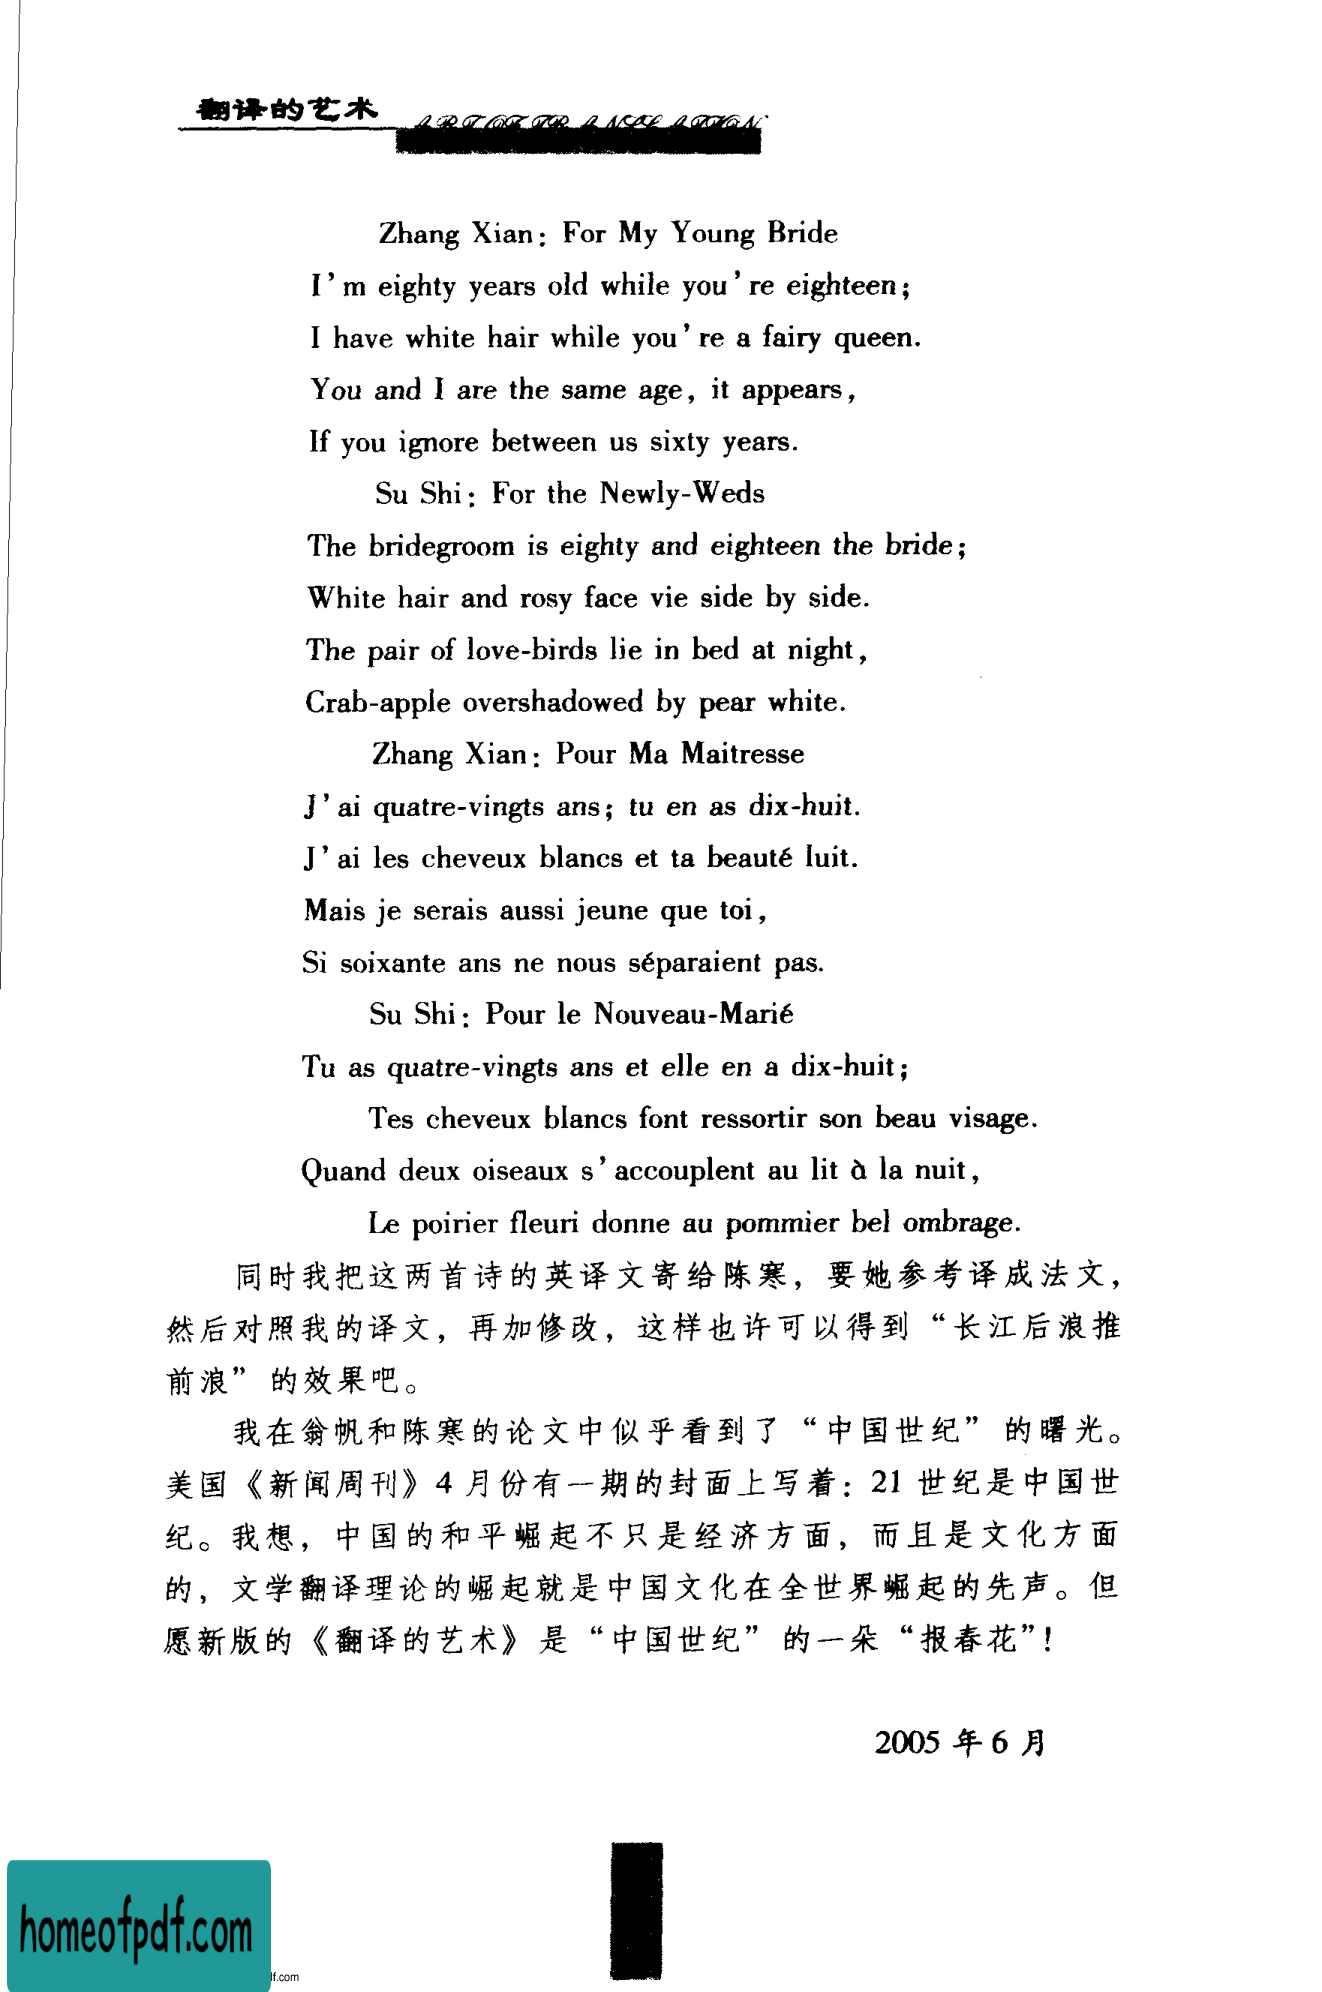 翻译的艺术
ART OF TRANSLATION
Zhang Xian: For My Young Bride
I'm eighty years old while you're eighteen;
I have white hair while you're a fairy queen.
You and I are the same age, it appears,
If you ignore between us sixty years.
Su Shi: For the Newly-Weds
The bridegroom is eighty and eighteen the bride;
White hair and rosy face vie side by side.
The pair of love-birds lie in bed at night,
Crab-apple overshadowed by pear white.
Zhang Xian: Pour Ma Maitresse
J'ai quatre-vingts ans; tu en as dix-huit.
J'ai les cheveux blancs et ta beauté luit.
Mais je serais aussi jeune que toi,
Si soixante ans ne nous séparaient pas.
Su Shi: Pour le Nouveau-Marié
Tu as quatre-vingts ans et elle en a dix-huit;
Tes cheveux blancs font ressortir son beau visage.
Quand deux oiseaux s'accouplent au lit à la nuit,
Le poirier fleuri donne au pommier bel ombrage.
同时我把这两首诗的英译文寄给陈寒，要她参考译成法文，
然后对照我的译文，再加修改，这样也许可以得到“长江后浪推
前浪”的效果吧。
我在翁帆和陈寒的论文中似乎看到了“中国世纪”的曙光。
美国《新闻周刊》4月份有一期的封面上写着：21世纪是中国世
纪。我想，中国的和平崛起不只是经济方面，而且是文化方面
的，文学翻译理论的崛起就是中国文化在全世界崛起的先声。但
愿新版的《翻译的艺术》是“中国世纪”的一朵“报春花”！
2005年6月
homeofpdf.com
lf.com